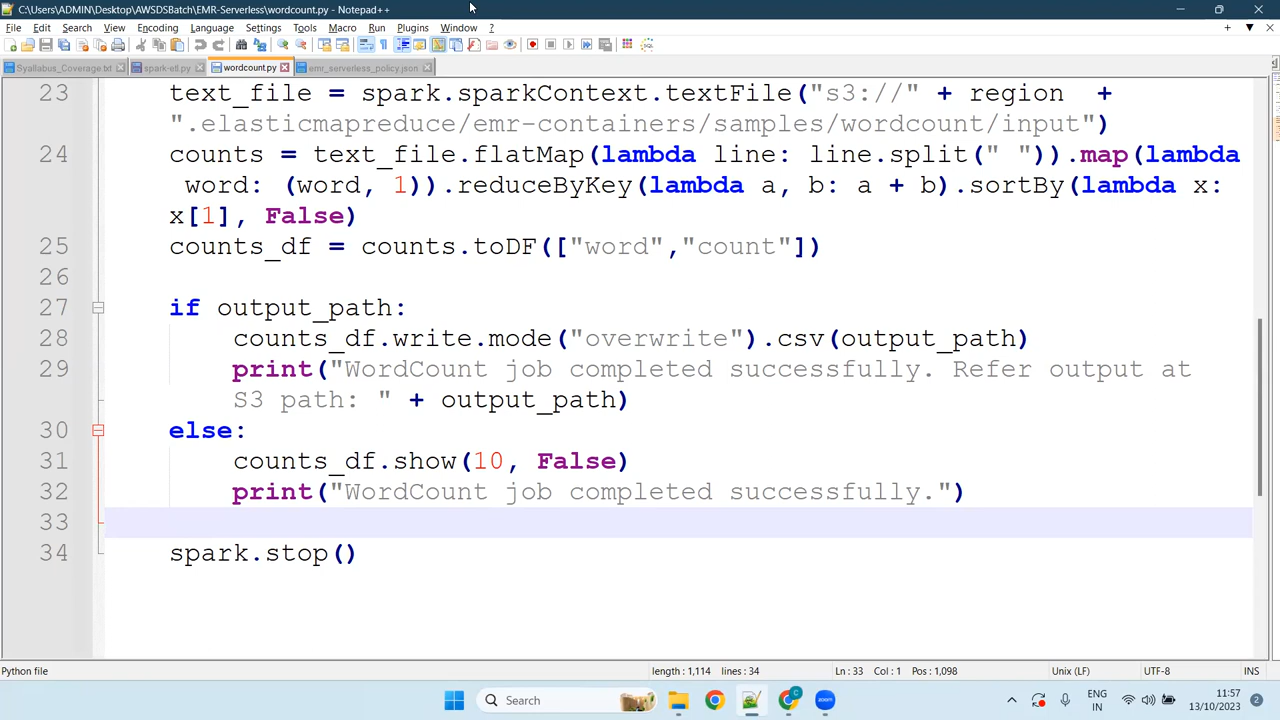 C:\Users\ADMIN\Desktop\AWSDSBatch\EMR-Serverless\wordcount.py - Notepad++
File Edit Search View Encoding Language Settings Tools Macro Run Plugins Window ?
Syallabus_Coverage.txt spark-etl.py wordcount.py emr_serverless_policy.json
23 text_file = spark.sparkContext.textFile("s3://" + region  +
".elasticmapreduce/emr-containers/samples/wordcount/input")
24 counts = text_file.flatMap(lambda line: line.split(" ")).map(lambda
word: (word, 1)).reduceByKey(lambda a, b: a + b).sortBy(lambda x:
x[1], False)
25 counts_df = counts.toDF(["word","count"])
26
27 if output_path:
28 counts_df.write.mode("overwrite").csv(output_path)
29 print("WordCount job completed successfully. Refer output at
S3 path: " + output_path)
30 else:
31 counts_df.show(10, False)
32 print("WordCount job completed successfully.")
33
34 spark.stop()
Python file length : 1,114 lines : 34 Ln : 33 Col : 1 Pos : 1,098 Unix (LF) UTF-8 INS
Search ENG 11:57
IN 13/10/2023 2